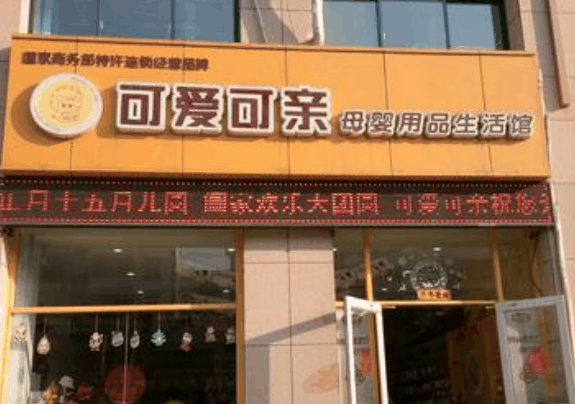 国家商务部特许连锁经营品牌
可爱可亲 母婴用品生活馆
正月十五月儿圆 阖家欢乐大团圆 可爱可亲祝您